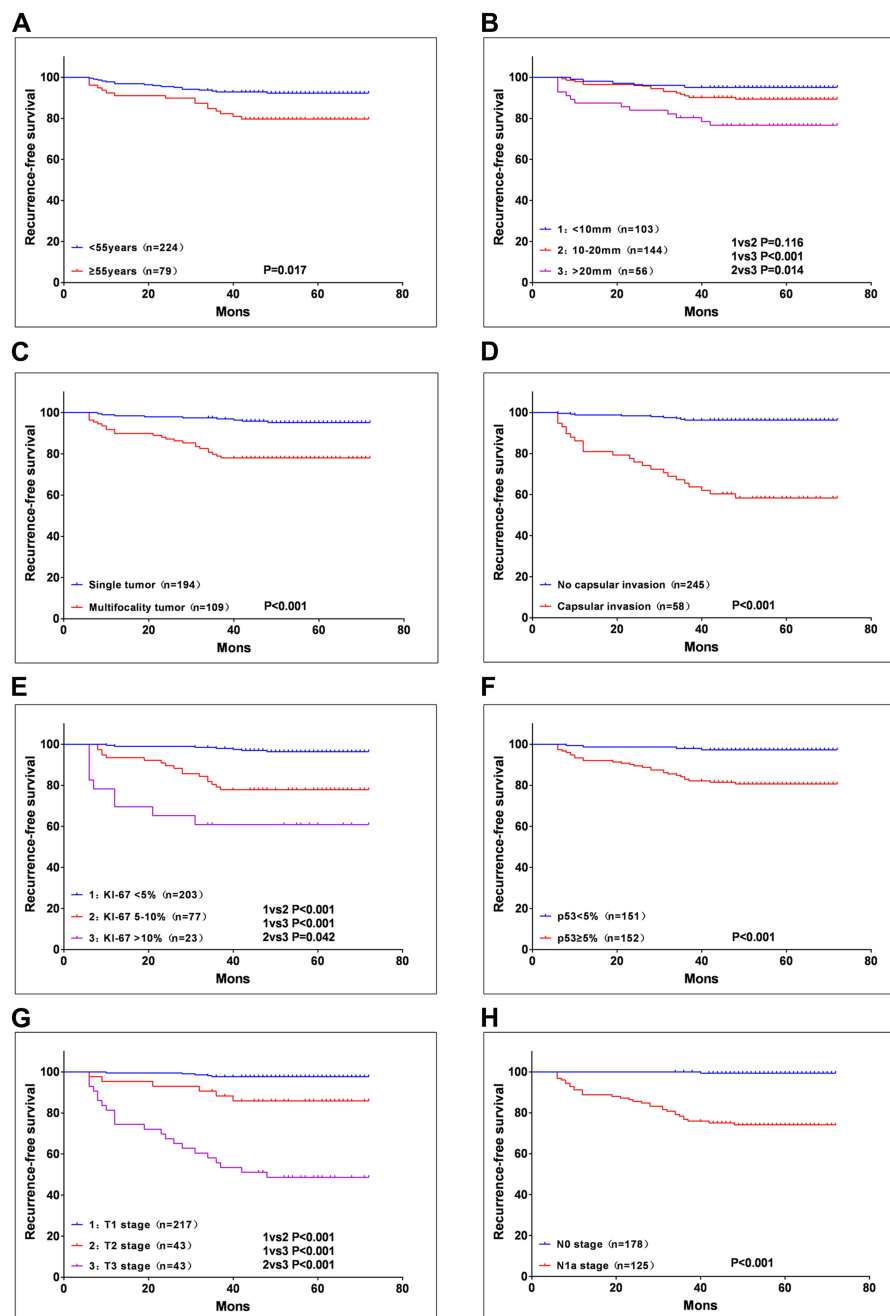 A
Recurrence-free survival
100
80
60
40
20
0
<55years (n=224)
≥55years (n=79)
P=0.017
0 20 40 60 80
Mons
B
Recurrence-free survival
100
80
60
40
20
0
1: <10mm (n=103)
2: 10-20mm (n=144)
3: >20mm (n=56)
1vs2 P=0.116
1vs3 P<0.001
2vs3 P=0.014
0 20 40 60 80
Mons
C
Recurrence-free survival
100
80
60
40
20
0
Single tumor (n=194)
Multifocality tumor (n=109)
P<0.001
0 20 40 60 80
Mons
D
Recurrence-free survival
100
80
60
40
20
0
No capsular invasion (n=245)
Capsular invasion (n=58)
P<0.001
0 20 40 60 80
Mons
E
Recurrence-free survival
100
80
60
40
20
0
1: KI-67 <5% (n=203)
2: KI-67 5-10% (n=77)
3: KI-67 >10% (n=23)
1vs2 P<0.001
1vs3 P<0.001
2vs3 P=0.042
0 20 40 60 80
Mons
F
Recurrence-free survival
100
80
60
40
20
0
p53<5% (n=151)
p53≥5% (n=152)
P<0.001
0 20 40 60 80
Mons
G
Recurrence-free survival
100
80
60
40
20
0
1: T1 stage (n=217)
2: T2 stage (n=43)
3: T3 stage (n=43)
1vs2 P<0.001
1vs3 P<0.001
2vs3 P<0.001
0 20 40 60 80
Mons
H
Recurrence-free survival
100
80
60
40
20
0
N0 stage (n=178)
N1a stage (n=125)
P<0.001
0 20 40 60 80
Mons